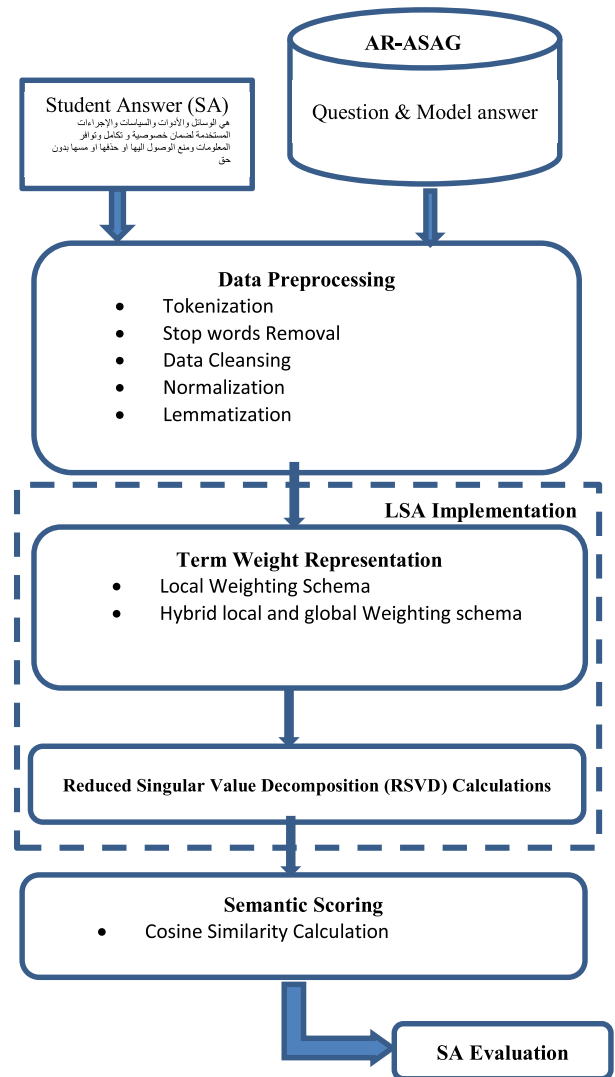 AR-ASAG
Question & Model answer
Student Answer (SA)
هي الوسائل والأدوات والسياسات والإجراءات
المستخدمة لضمان خصوصية و تكامل وتوافر
المعلومات ومنع الوصول اليها او حذفها او مسها بدون
حق
Data Preprocessing
• Tokenization
• Stop words Removal
• Data Cleansing
• Normalization
• Lemmatization
LSA Implementation
Term Weight Representation
• Local Weighting Schema
• Hybrid local and global Weighting schema
Reduced Singular Value Decomposition (RSVD) Calculations
Semantic Scoring
• Cosine Similarity Calculation
SA Evaluation